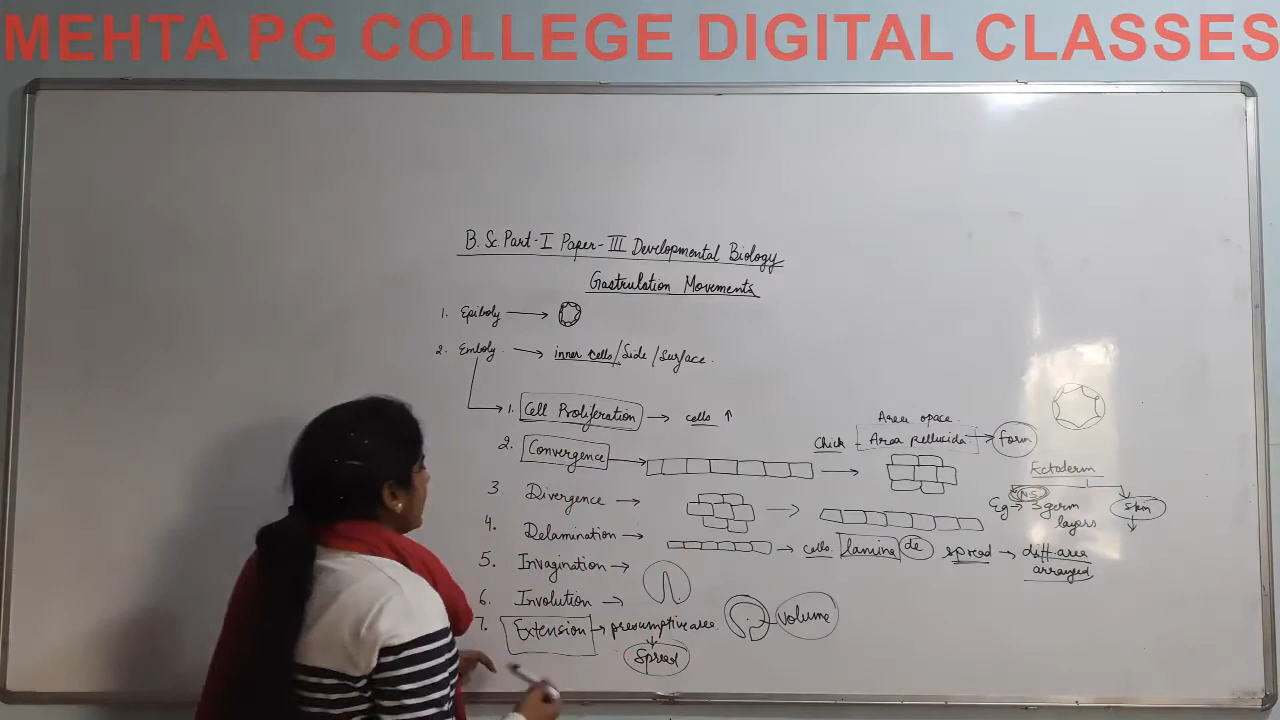 MEHTA PG COLLEGE DIGITAL CLASSES
B.Sc. Part-I Paper-III Developmental Biology
Gastrulation Movements
1. Epiboly
2. Emboly inner cells/Side/Surface.
1. Cell Proliferation cells ↑
2. Convergence
Chick - Area opace
Area pellucida form
3. Divergence
Ectoderm
NS Skin
Eg → 3 germ layers
4. Delamination → cells lamina de spread → diff. area arranged
5. Invagination →
6. Involution → volume
7. Extension → presumptive area
Spread